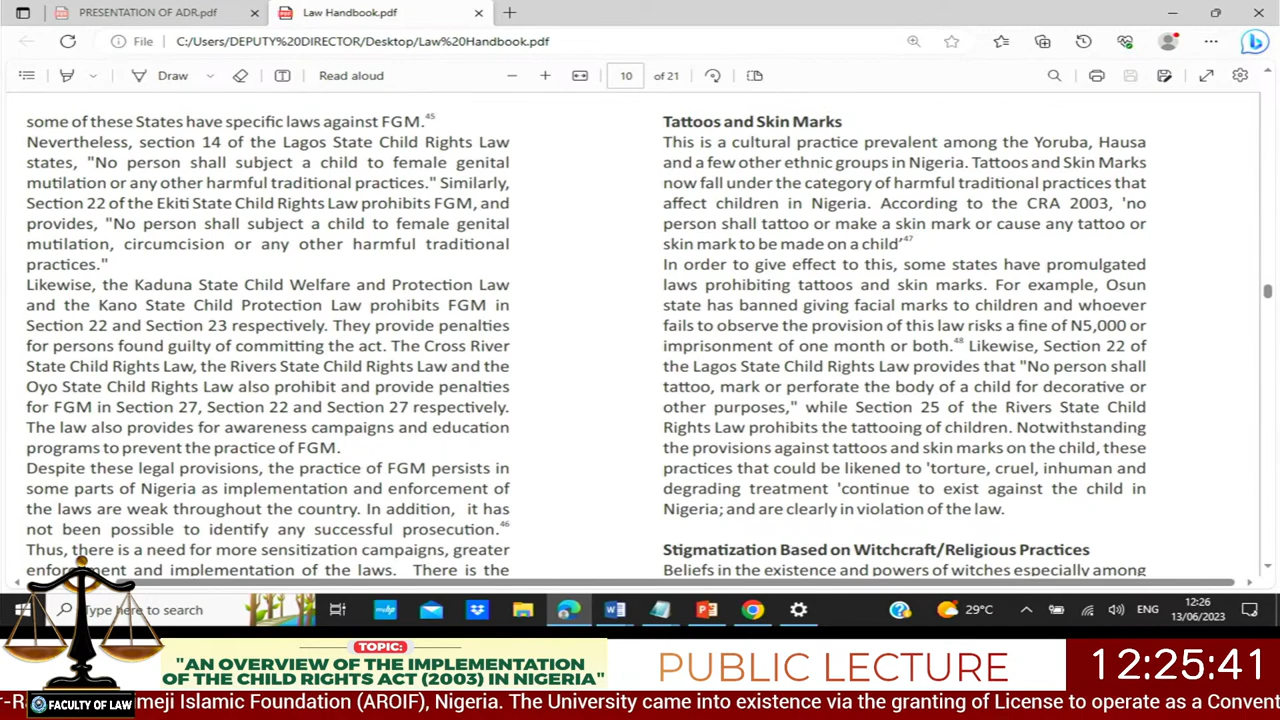 PRESENTATION OF ADR.pdf
Law Handbook.pdf
File
C:/Users/DEPUTY%20DIRECTOR/Desktop/Law%20Handbook.pdf
Draw
Read aloud
10
of 21
some of these States have specific laws against FGM.45
Nevertheless, section 14 of the Lagos State Child Rights Law
states, "No person shall subject a child to female genital
mutilation or any other harmful traditional practices." Similarly,
Section 22 of the Ekiti State Child Rights Law prohibits FGM, and
provides, "No person shall subject a child to female genital
mutilation, circumcision or any other harmful traditional
practices."
Likewise, the Kaduna State Child Welfare and Protection Law
and the Kano State Child Protection Law prohibits FGM in
Section 22 and Section 23 respectively. They provide penalties
for persons found guilty of committing the act. The Cross River
State Child Rights Law, the Rivers State Child Rights Law and the
Oyo State Child Rights Law also prohibit and provide penalties
for FGM in Section 27, Section 22 and Section 27 respectively.
The law also provides for awareness campaigns and education
programs to prevent the practice of FGM.
Despite these legal provisions, the practice of FGM persists in
some parts of Nigeria as implementation and enforcement of
the laws are weak throughout the country. In addition, it has
not been possible to identify any successful prosecution.46
Thus, there is a need for more sensitization campaigns, greater
enforcement and implementation of the laws. There is the
Tattoos and Skin Marks
This is a cultural practice prevalent among the Yoruba, Hausa
and a few other ethnic groups in Nigeria. Tattoos and Skin Marks
now fall under the category of harmful traditional practices that
affect children in Nigeria. According to the CRA 2003, 'no
person shall tattoo or make a skin mark or cause any tattoo or
skin mark to be made on a child'47
In order to give effect to this, some states have promulgated
laws prohibiting tattoos and skin marks. For example, Osun
state has banned giving facial marks to children and whoever
fails to observe the provision of this law risks a fine of N5,000 or
imprisonment of one month or both.48 Likewise, Section 22 of
the Lagos State Child Rights Law provides that "No person shall
tattoo, mark or perforate the body of a child for decorative or
other purposes," while Section 25 of the Rivers State Child
Rights Law prohibits the tattooing of children. Notwithstanding
the provisions against tattoos and skin marks on the child, these
practices that could be likened to 'torture, cruel, inhuman and
degrading treatment 'continue to exist against the child in
Nigeria; and are clearly in violation of the law.
Stigmatization Based on Witchcraft/Religious Practices
Beliefs in the existence and powers of witches especially among
Type here to search
29°C
ENG
12:26
13/06/2023
TOPIC:
"AN OVERVIEW OF THE IMPLEMENTATION
OF THE CHILD RIGHTS ACT (2003) IN NIGERIA"
PUBLIC LECTURE
12:25:41
FACULTY OF LAW
meji Islamic Foundation (AROIF), Nigeria. The University came into existence via the granting of License to operate as a Convent